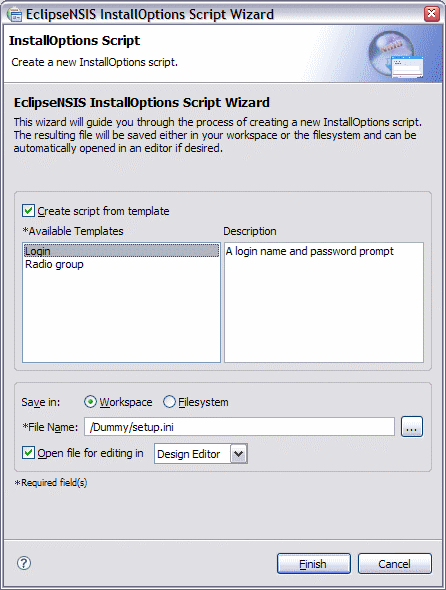 EclipseNSIS InstallOptions Script Wizard
InstallOptions Script
Create a new InstallOptions script.
EclipseNSIS InstallOptions Script Wizard
This wizard will guide you through the process of creating a new InstallOptions script.
The resulting file will be saved either in your workspace or the filesystem and can be
automatically opened in an editor if desired.
Create script from template
*Available Templates
Description
Login
A login name and password prompt
Radio group
Save in: Workspace Filesystem
*File Name: /Dummy/setup.ini ...
Open file for editing in Design Editor
*Required field(s)
? Finish Cancel